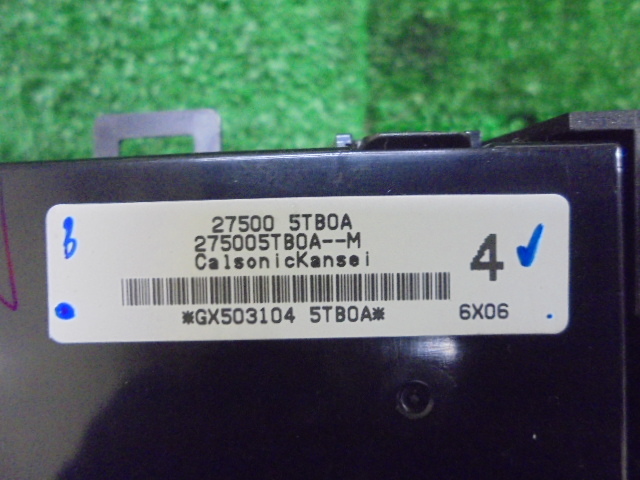 27500 5TB0A
275005TB0A--M
CalsonicKansei
4
*GX503104 5TB0A*
6X06